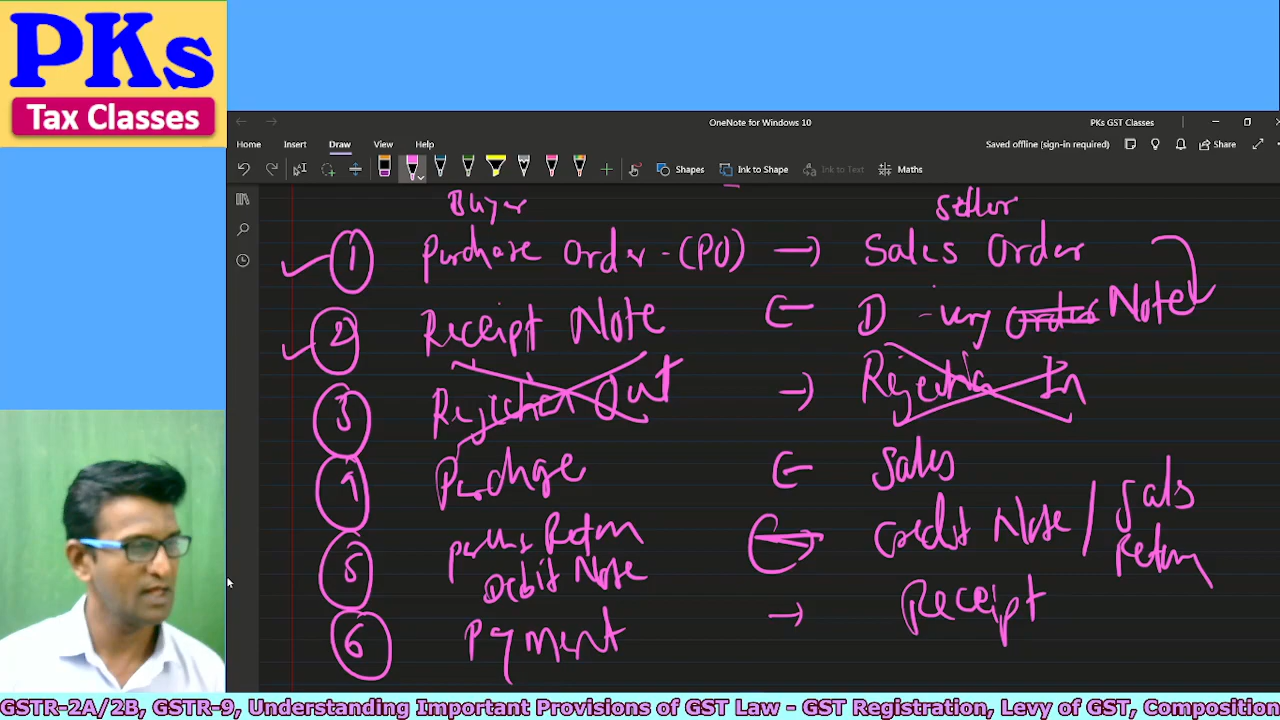 PKs
Tax Classes
OneNote for Windows 10
PKs GST Classes
Home Insert Draw View Help
Saved offline (sign-in required)
Share
Shapes
Ink to Shape
Ink to Text
Maths
Buyer Seller
1 Purchase Order - (PO) → Sales Order
2 Receipt Note ← D - ivery Order Note
3 Rejection Out → Rejection In
4 Purchase ← Sales
5 Return → Credit Note / Sales
Debit Note Return
6 Payment → Receipt
GSTR-2A/2B, GSTR-9, Understanding Important Provisions of GST Law - GST Registration, Levy of GST, Composition